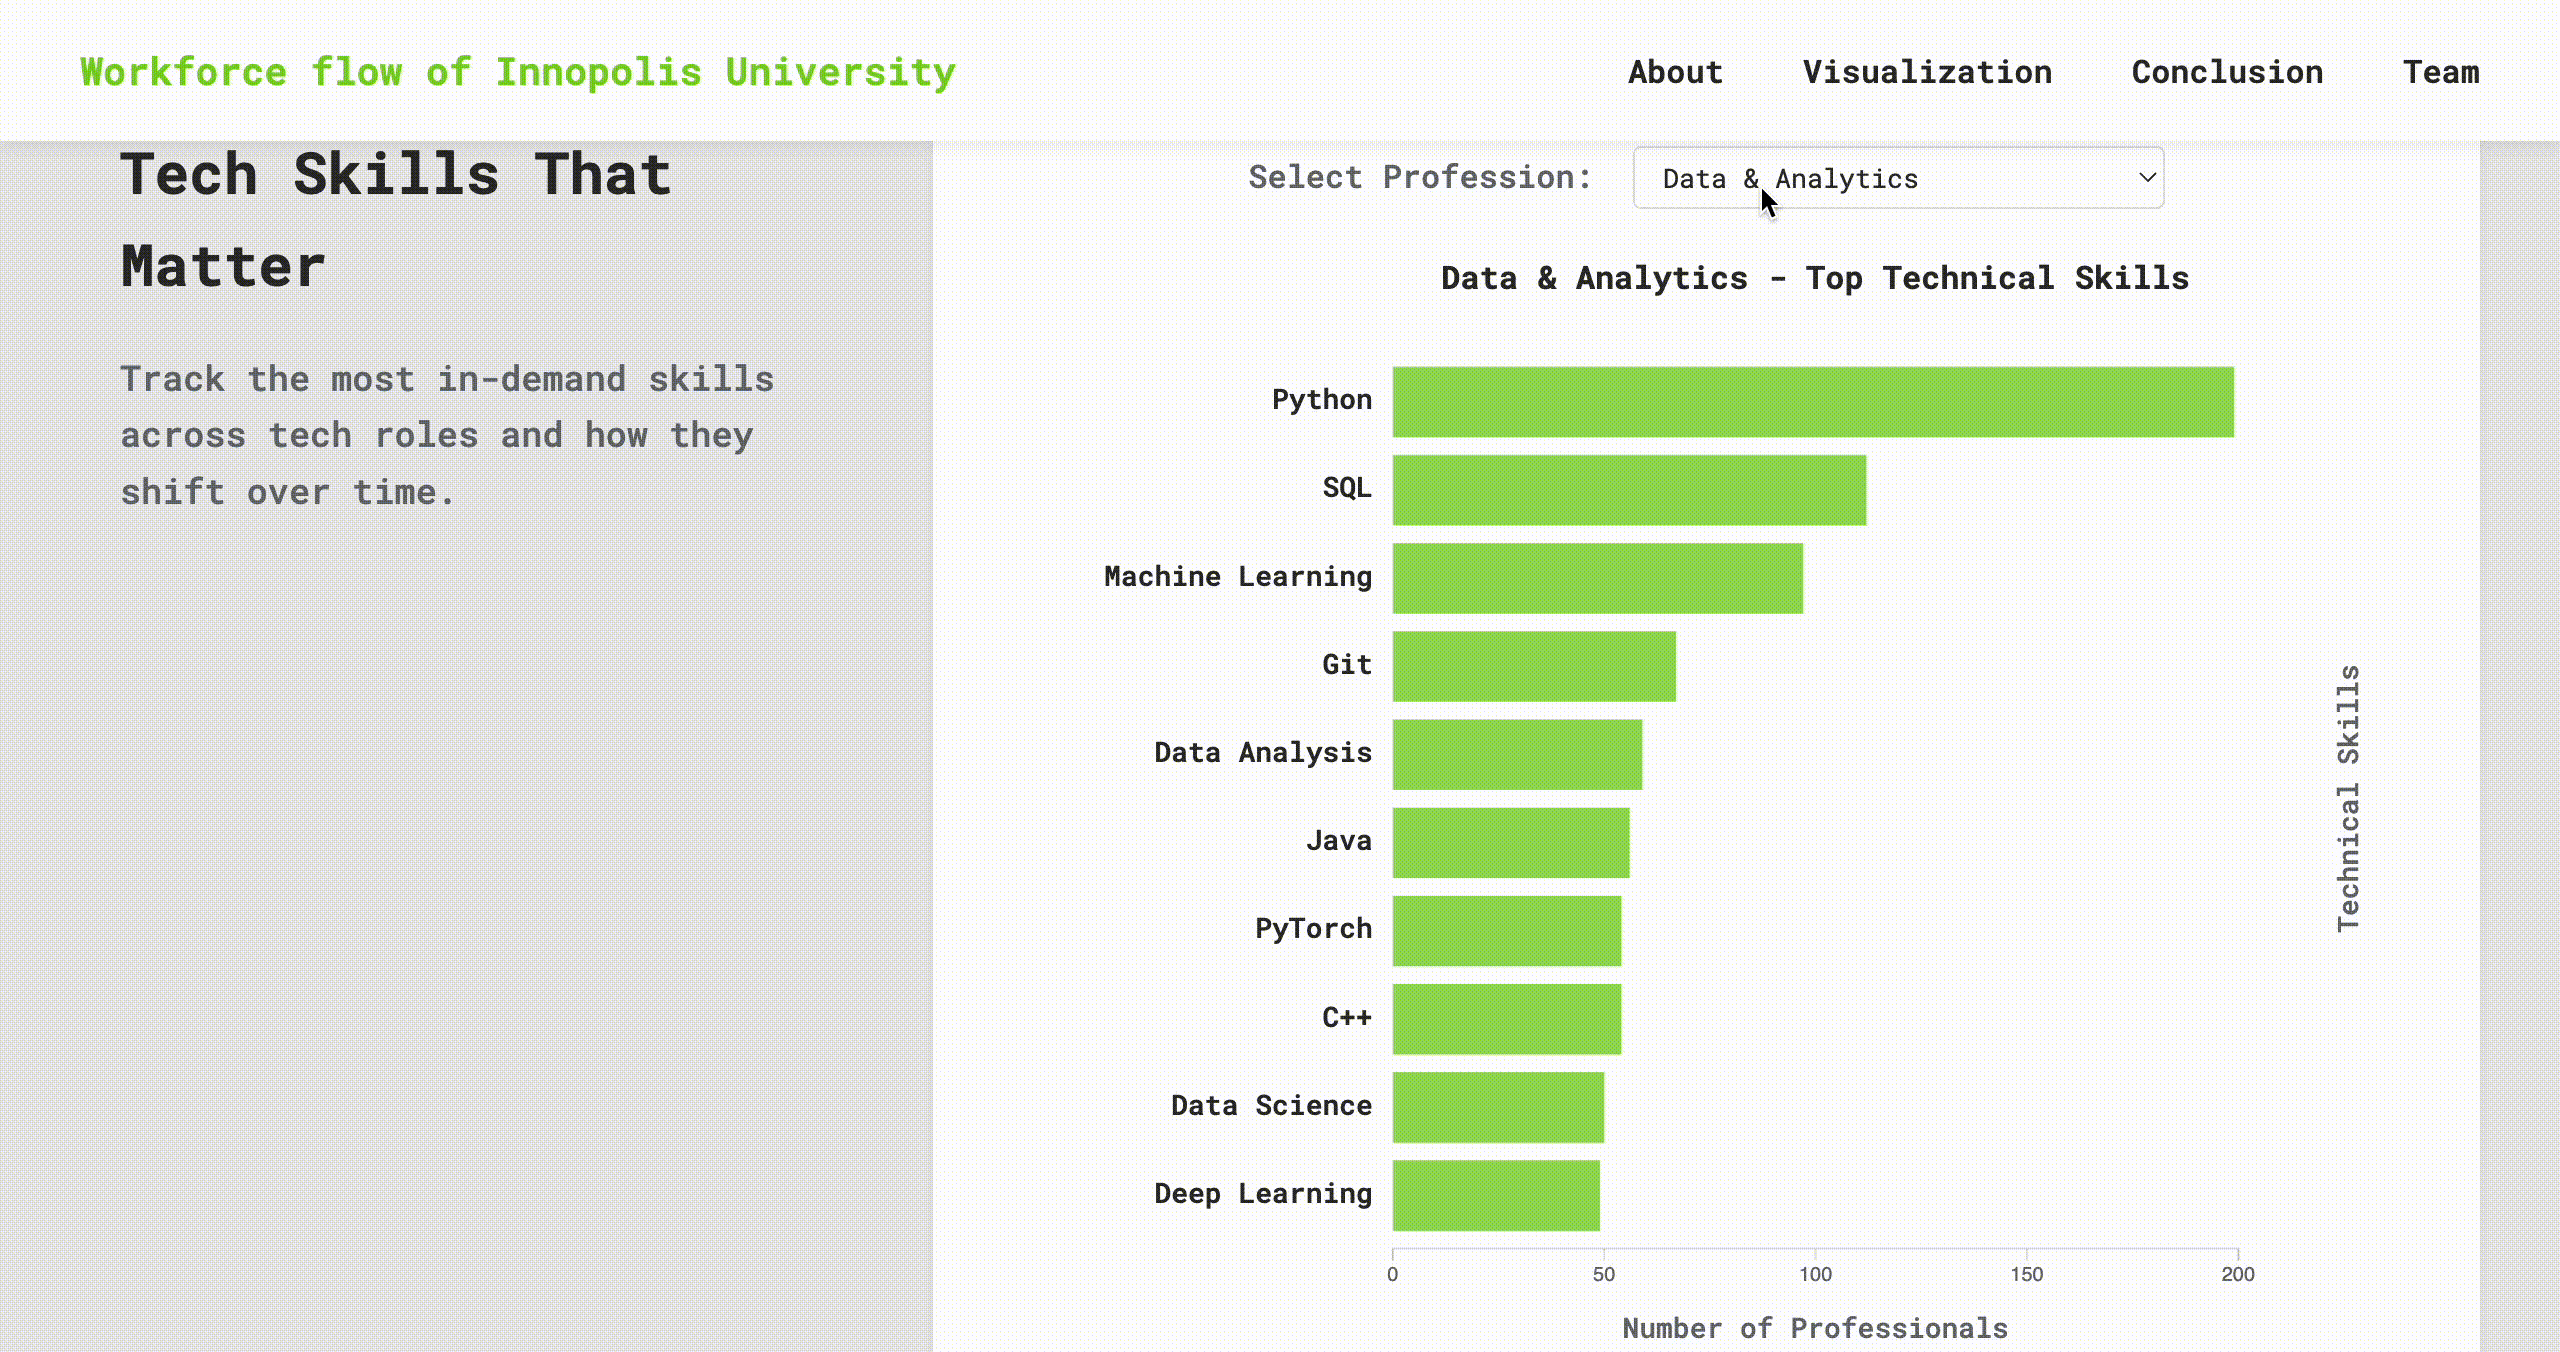 Workforce flow of Innopolis University
About
Visualization
Conclusion
Team
Tech Skills That
Matter
Track the most in-demand skills
across tech roles and how they
shift over time.
Select Profession:
Data & Analytics
Data & Analytics - Top Technical Skills
Python
SQL
Machine Learning
Git
Data Analysis
Java
PyTorch
C++
Data Science
Deep Learning
0 50 100 150 200
Number of Professionals
Technical Skills